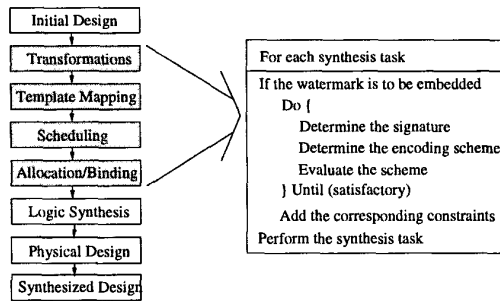 Initial Design
Transformations
Template Mapping
Scheduling
Allocation/Binding
Logic Synthesis
Physical Design
Synthesized Design
For each synthesis task
If the watermark is to be embedded
Do {
Determine the signature
Determine the encoding scheme
Evaluate the scheme
} Until (satisfactory)
Add the corresponding constraints
Perform the synthesis task